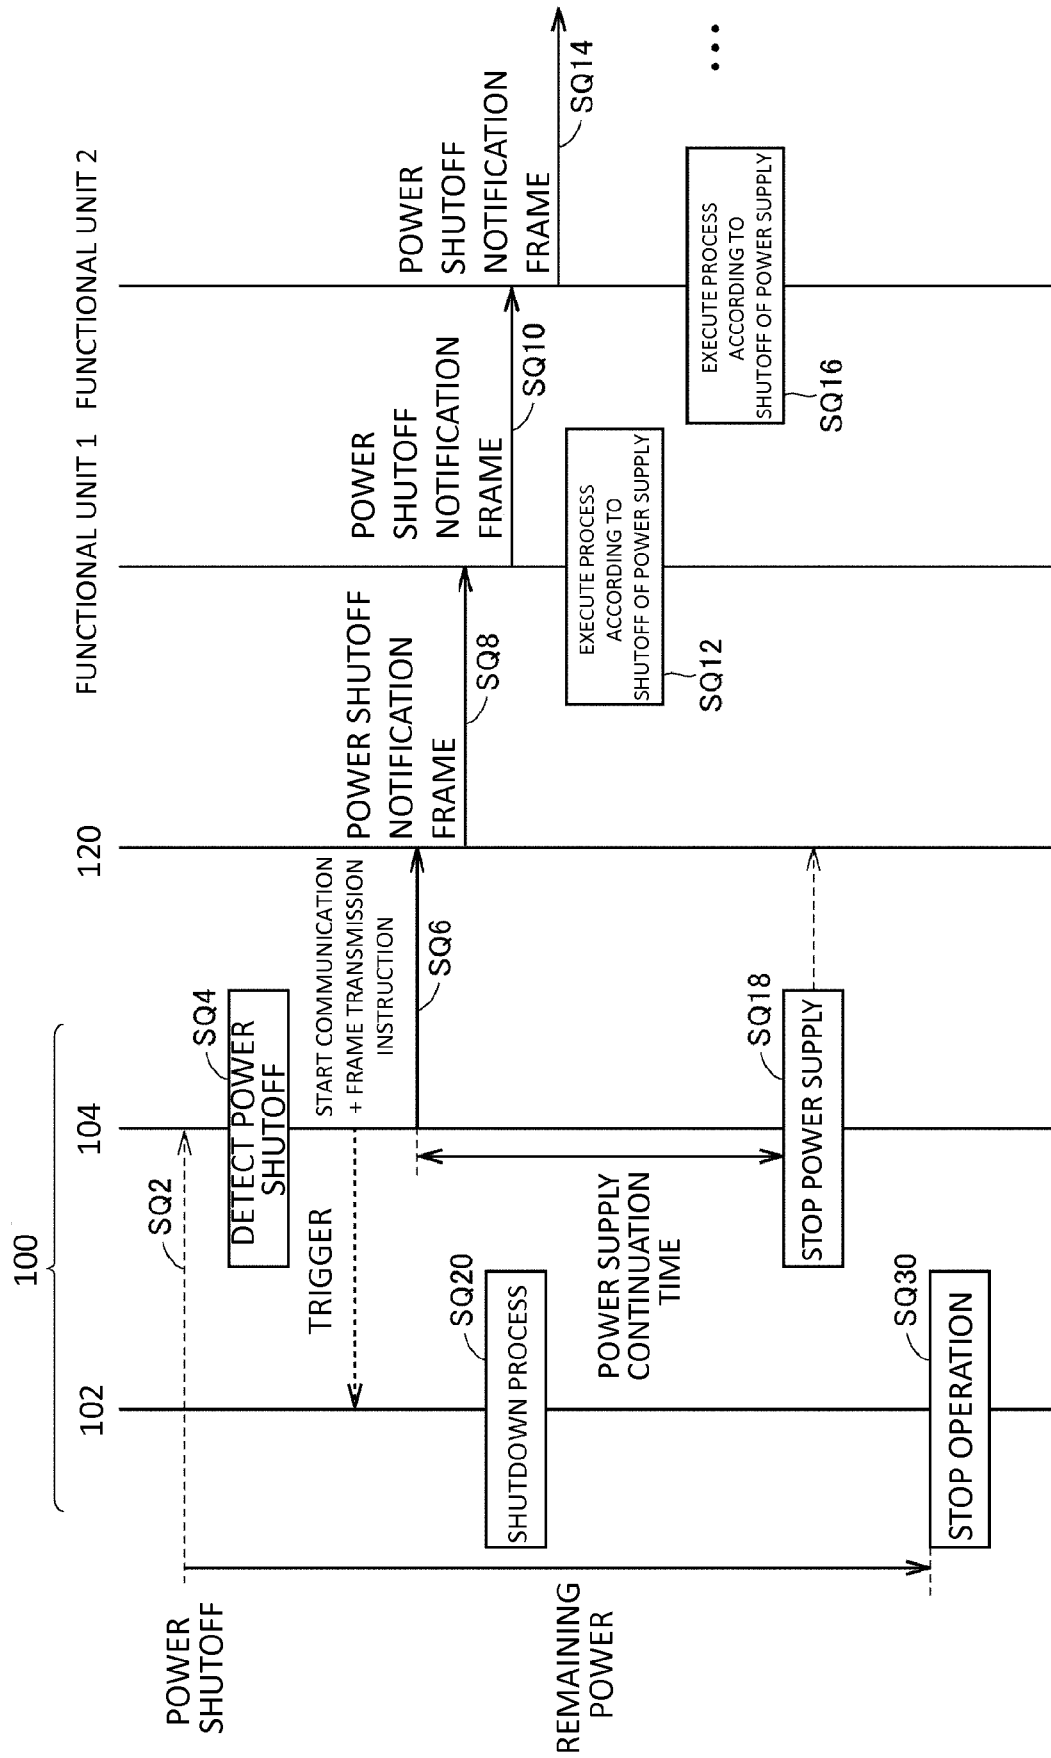 100
102
104
120
FUNCTIONAL UNIT 1
FUNCTIONAL UNIT 2
POWER
SHUTOFF
SQ2
SQ4
DETECT POWER
SHUTOFF
TRIGGER
START COMMUNICATION
+ FRAME TRANSMISSION
INSTRUCTION
SQ6
POWER SHUTOFF
NOTIFICATION
FRAME
SQ8
POWER
SHUTOFF
NOTIFICATION
FRAME
SQ10
POWER
SHUTOFF
NOTIFICATION
FRAME
SQ14
SQ20
SHUTDOWN PROCESS
EXECUTE PROCESS
ACCORDING TO
SHUTOFF OF POWER SUPPLY
SQ12
EXECUTE PROCESS
ACCORDING TO
SHUTOFF OF POWER SUPPLY
SQ16
...
REMAINING
POWER
POWER SUPPLY
CONTINUATION
TIME
SQ18
STOP POWER SUPPLY
SQ30
STOP OPERATION